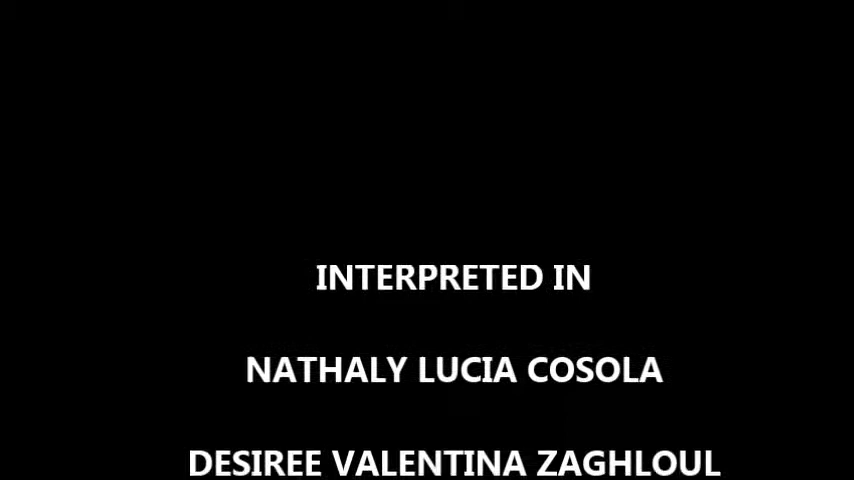 INTERPRETED IN
NATHALY LUCIA COSOLA
DESIREE VALENTINA ZAGHLOUL